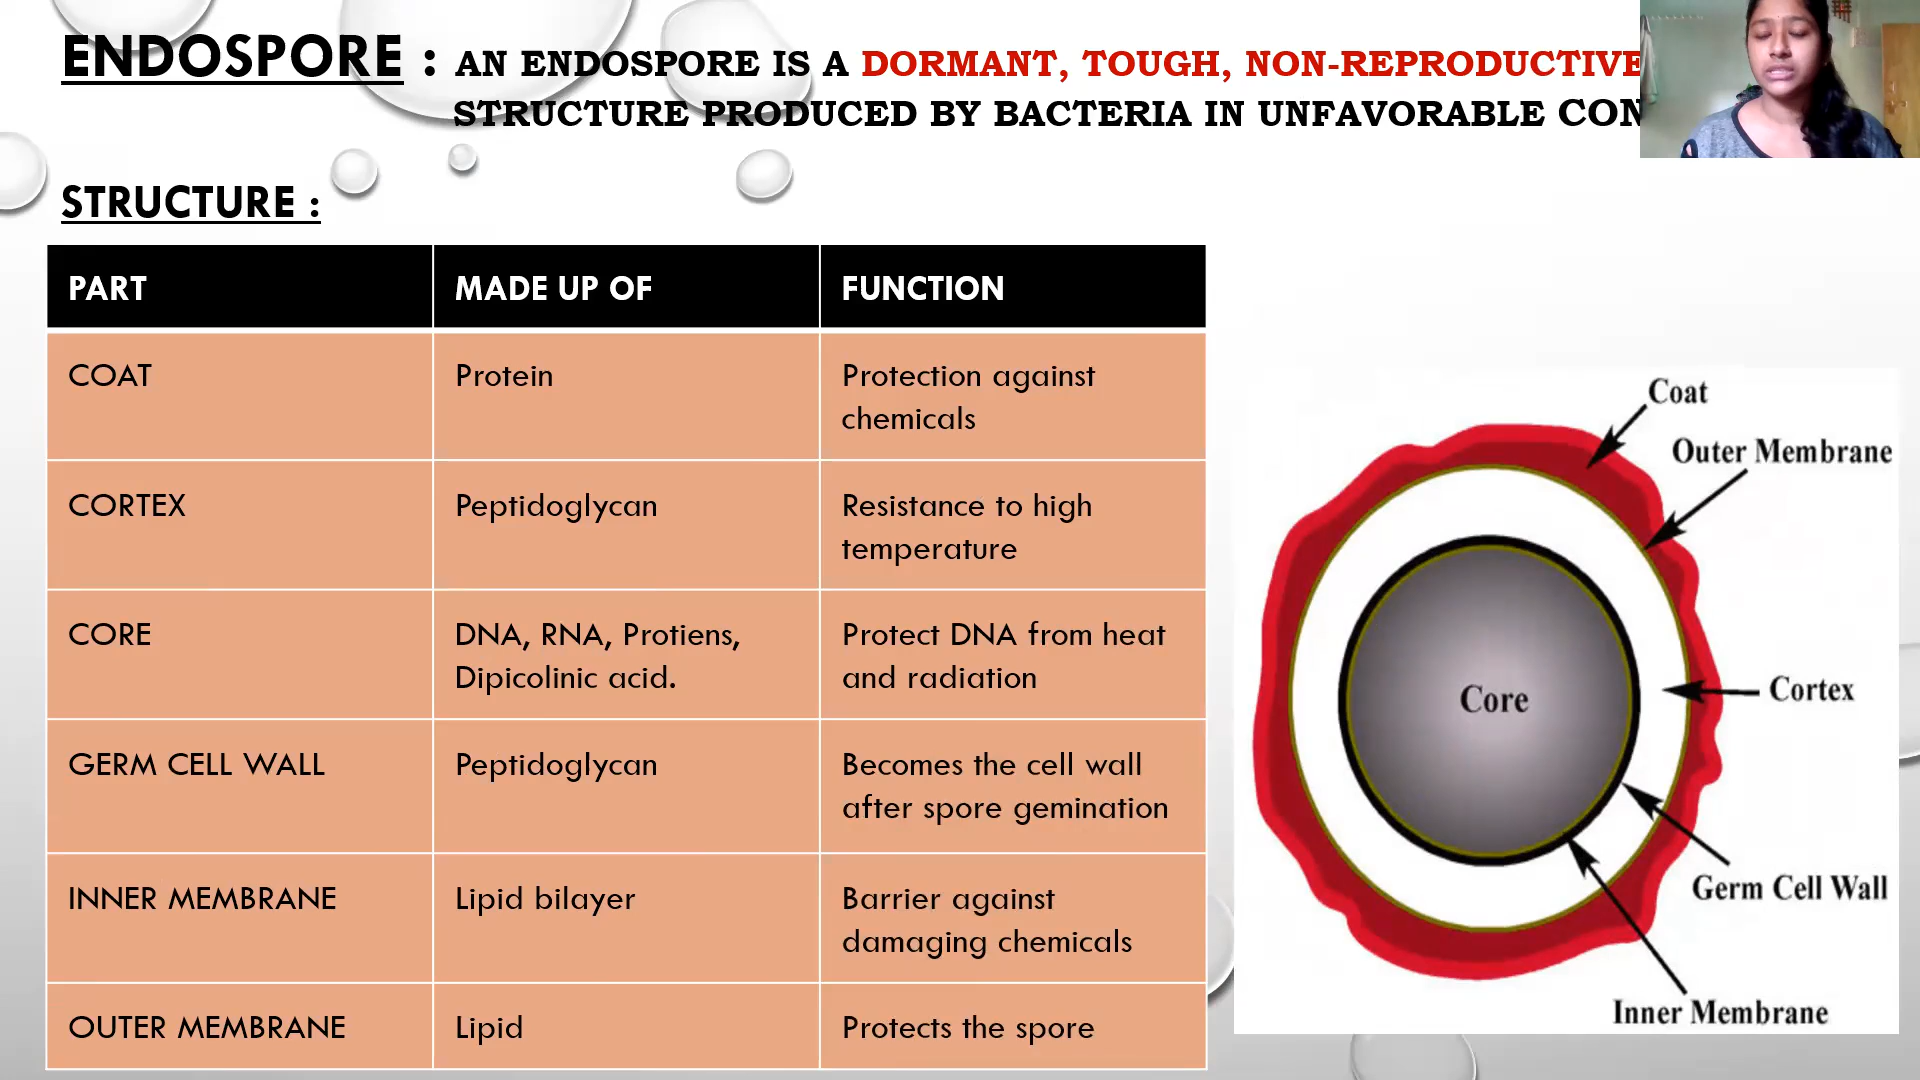 ENDOSPORE : AN ENDOSPORE IS A DORMANT, TOUGH, NON-REPRODUCTIVE
STRUCTURE PRODUCED BY BACTERIA IN UNFAVORABLE CON
STRUCTURE :
PART MADE UP OF FUNCTION
COAT Protein Protection against
chemicals
CORTEX Peptidoglycan Resistance to high
temperature
CORE DNA, RNA, Protiens, Protect DNA from heat
Dipicolinic acid. and radiation
GERM CELL WALL Peptidoglycan Becomes the cell wall
after spore gemination
INNER MEMBRANE Lipid bilayer Barrier against
damaging chemicals
OUTER MEMBRANE Lipid Protects the spore
Coat
Outer Membrane
Core
Cortex
Germ Cell Wall
Inner Membrane